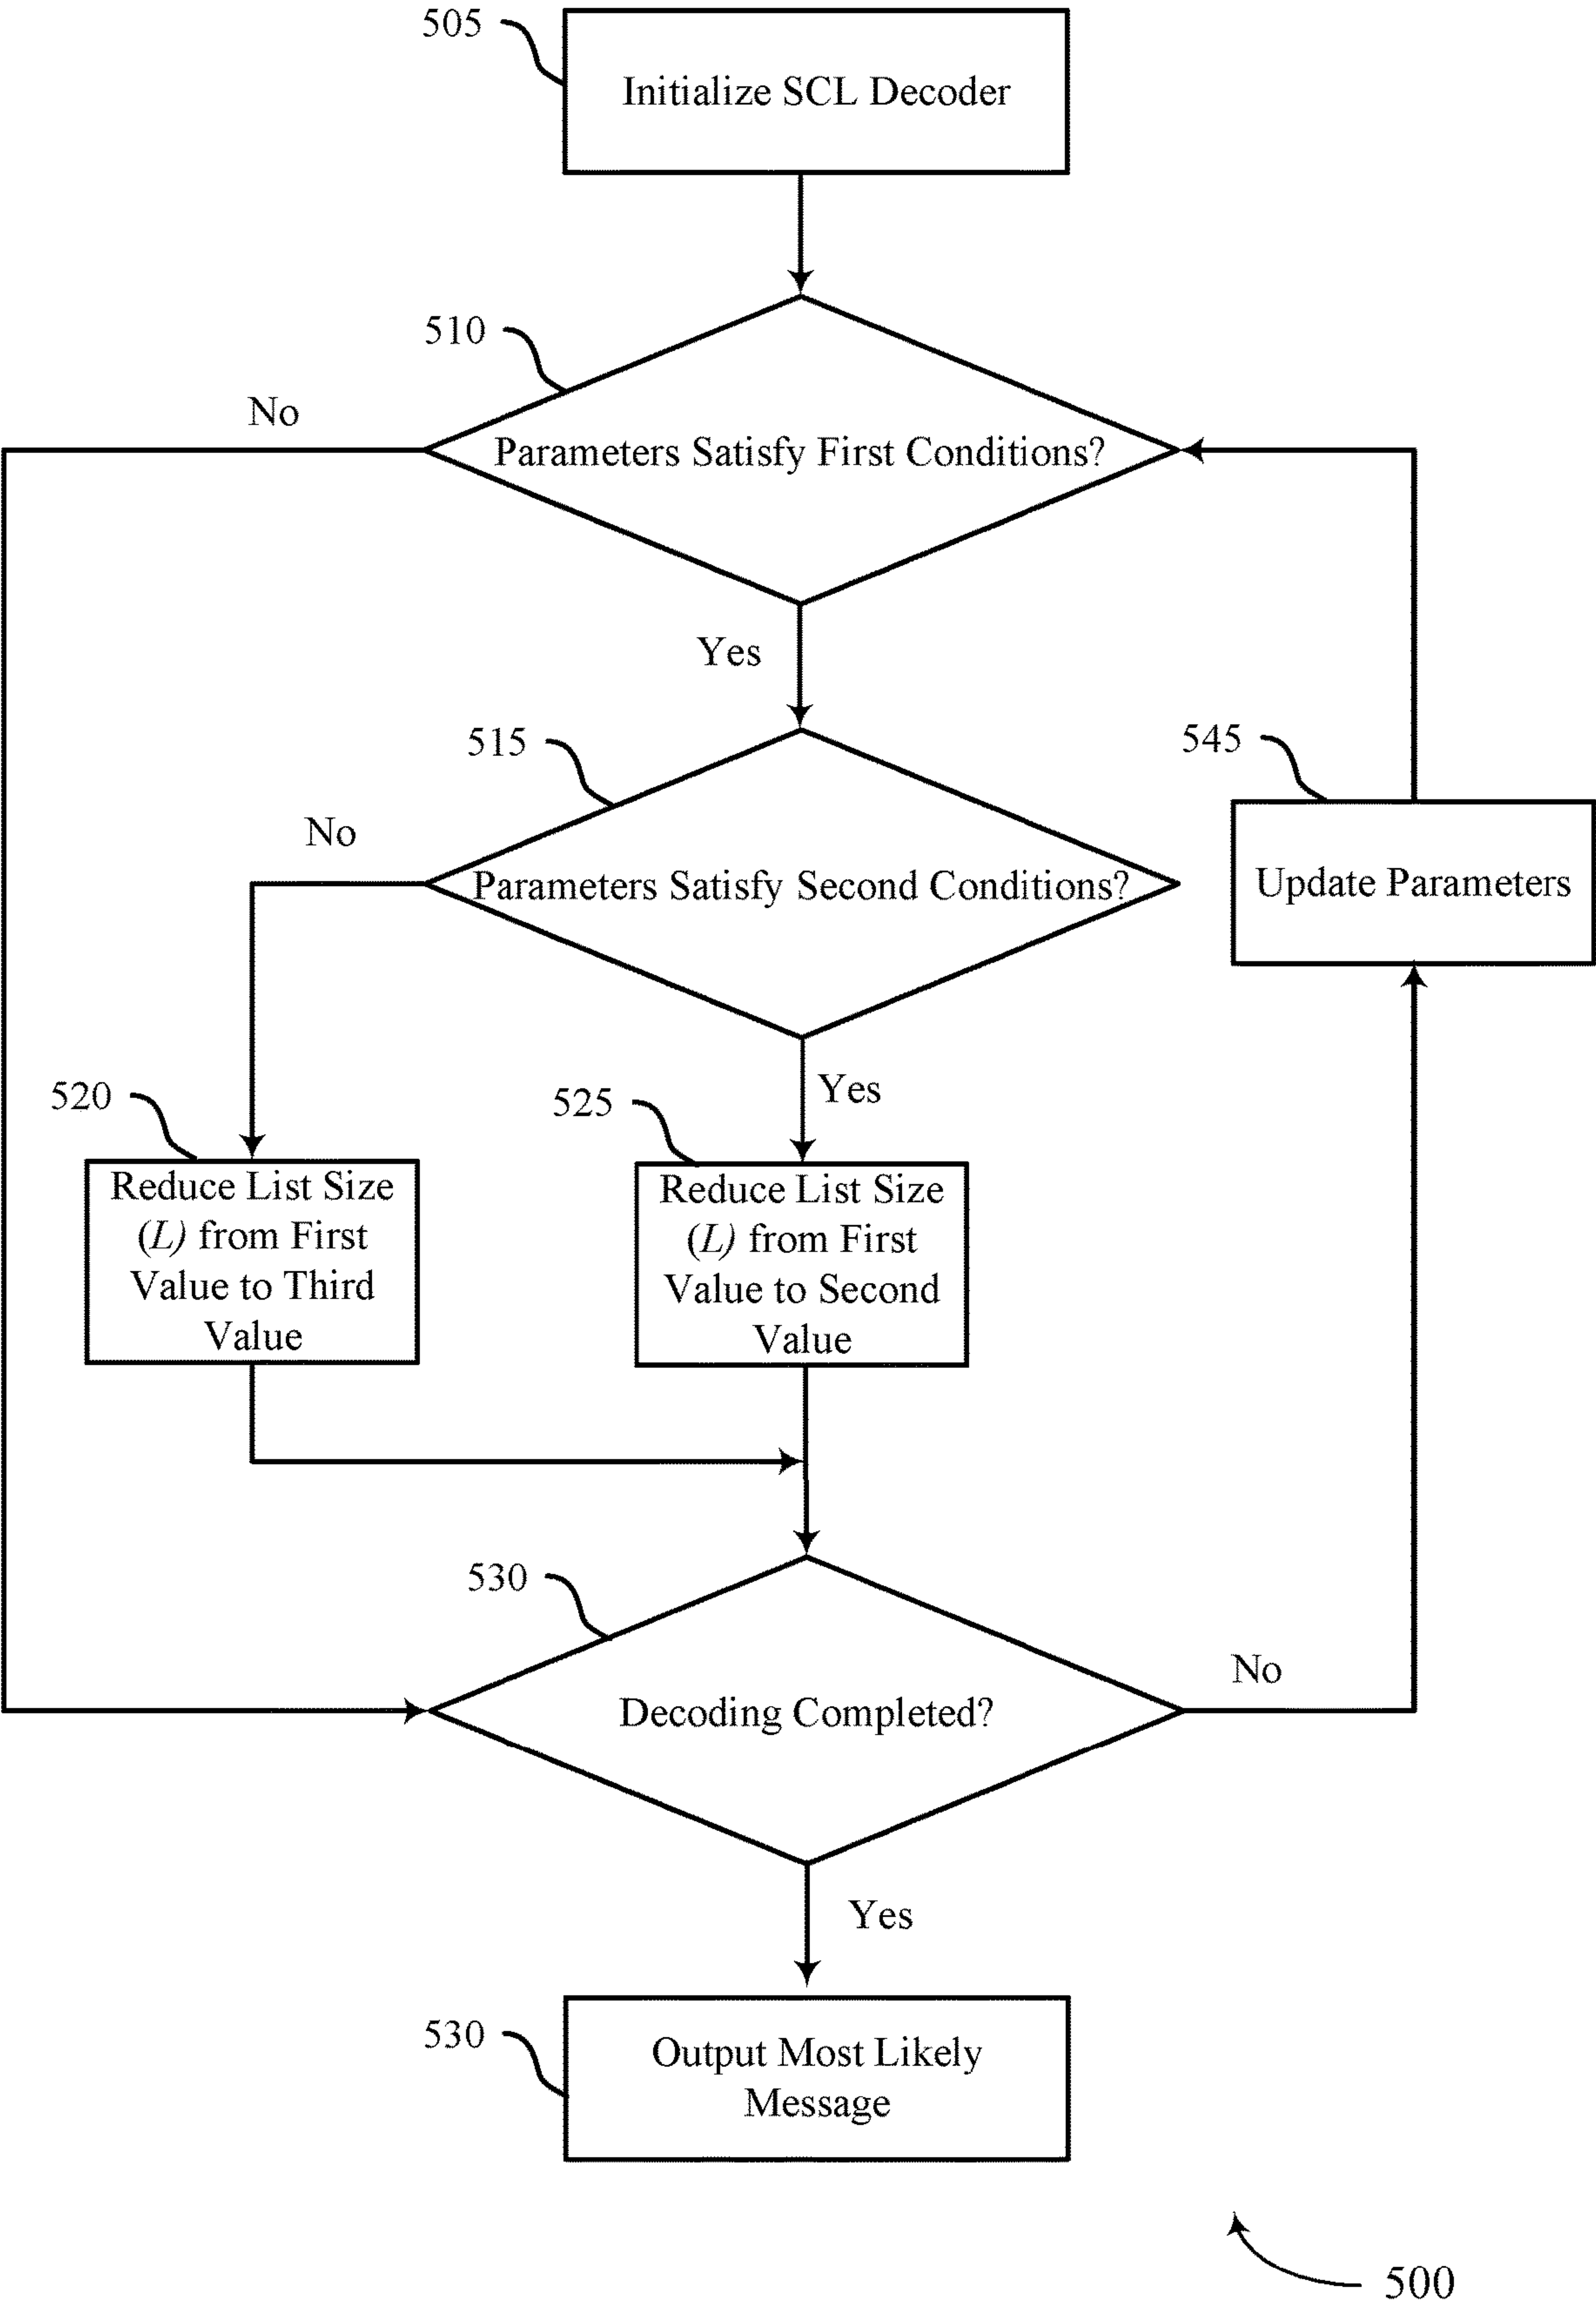 505
Initialize SCL Decoder
510
No
Parameters Satisfy First Conditions?
Yes
515
545
No
Parameters Satisfy Second Conditions?
Update Parameters
520
525
Yes
Reduce List Size
(L) from First
Value to Third
Value
Reduce List Size
(L) from First
Value to Second
Value
530
No
Decoding Completed?
Yes
530
Output Most Likely
Message
500